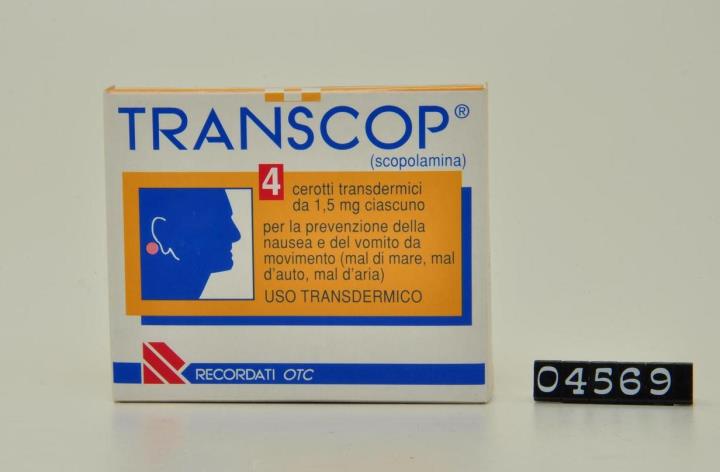 TRANSCOP®
(scopolamina)
4 cerotti transdermici
da 1,5 mg ciascuno
per la prevenzione della
nausea e del vomito da
movimento (mal di mare, mal
d'auto, mal d'aria)
USO TRANSDERMICO
RECORDATI OTC
04569